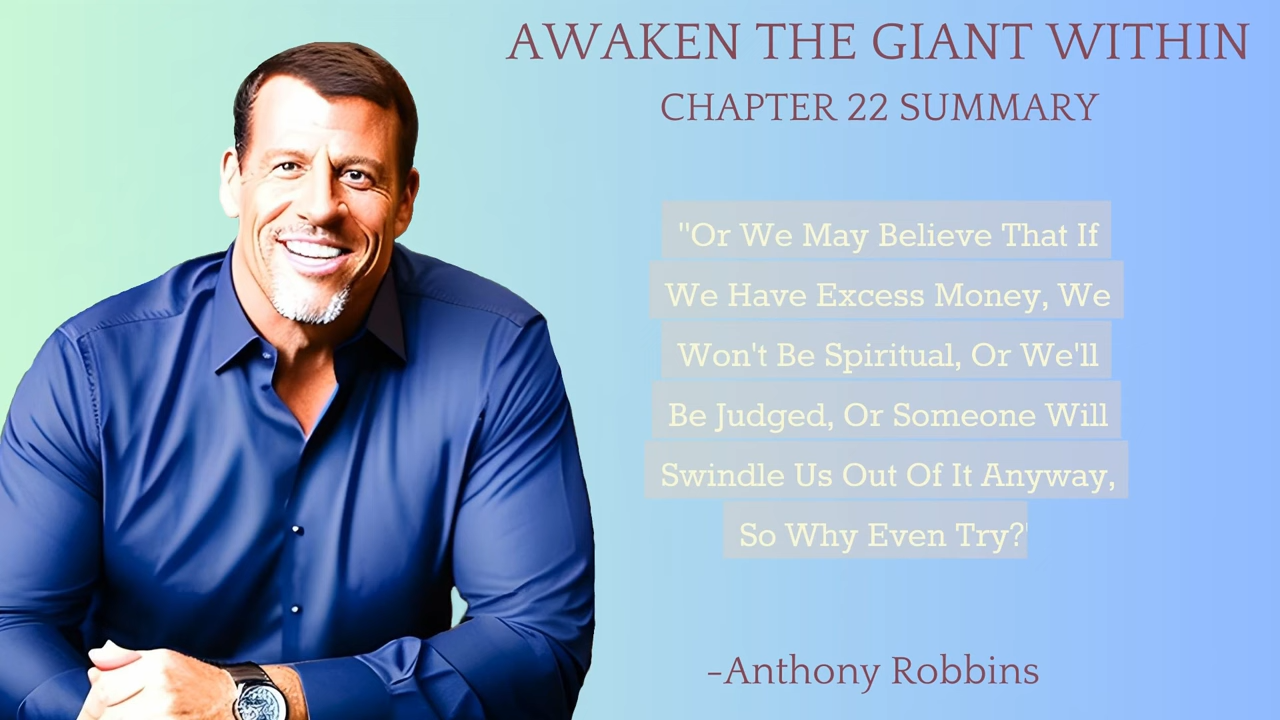 AWAKEN THE GIANT WITHIN
CHAPTER 22 SUMMARY
"Or We May Believe That If
We Have Excess Money, We
Won't Be Spiritual, Or We'll
Be Judged, Or Someone Will
Swindle Us Out Of It Anyway,
So Why Even Try?'
-Anthony Robbins